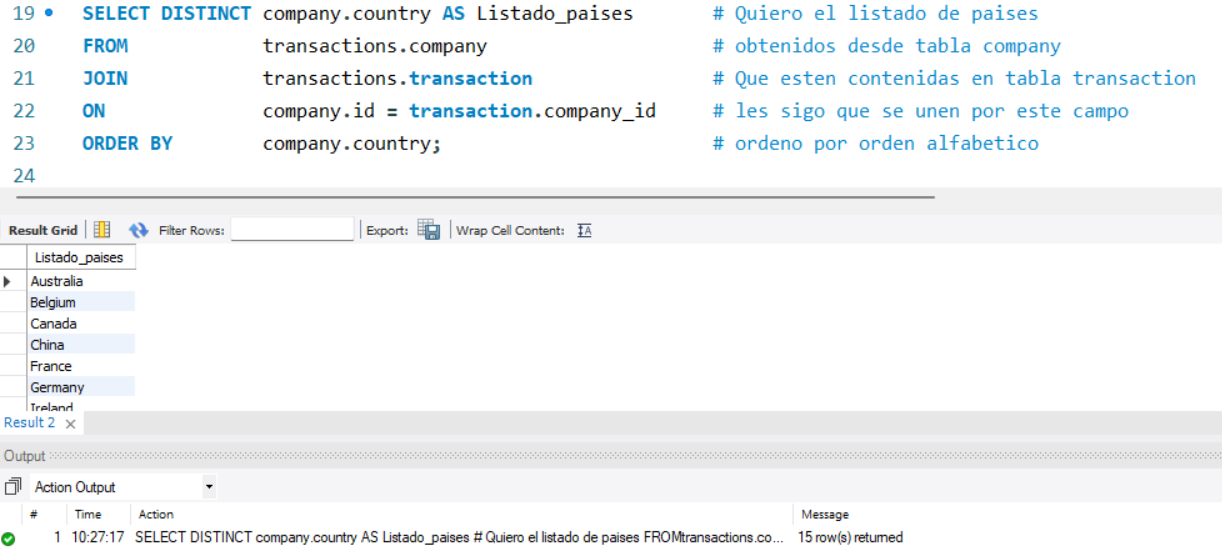 19 SELECT DISTINCT company.country AS Listado_paises # Quiero el listado de paises
20 FROM transactions.company # obtenidos desde tabla company
21 JOIN transactions.transaction # Que esten contenidas en tabla transaction
22 ON company.id = transaction.company_id # les sigo que se unen por este campo
23 ORDER BY company.country; # ordeno por orden alfabetico
24
Result Grid Filter Rows: Export: Wrap Cell Content: IA
Listado_paises
Australia
Belgium
Canada
China
France
Germany
Ireland
Result 2 ×
Output
Action Output
# Time Action Message
1 10:27:17 SELECT DISTINCT company.country AS Listado_paises # Quiero el listado de paises FROMtransactions.co... 15 row(s) returned